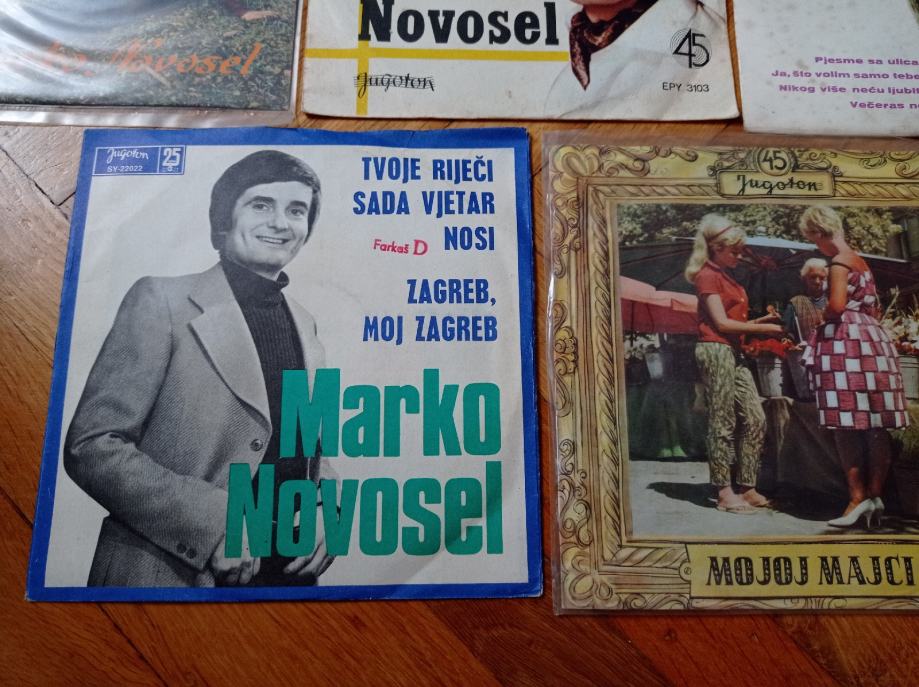 Novosel
Novosel
Jugoton
45
EPY 3103
Pjesme sa ulica
Ja, što volim samo tebe
Nikog više neću ljubi
Večeras
Jugoton
SY-22022
25
TVOJE RIJEČI
SADA VJETAR
NOSI
Farkaš D
ZAGREB,
MOJ ZAGREB
Marko
Novosel
45
Jugoton
MOJOJ MAJCI